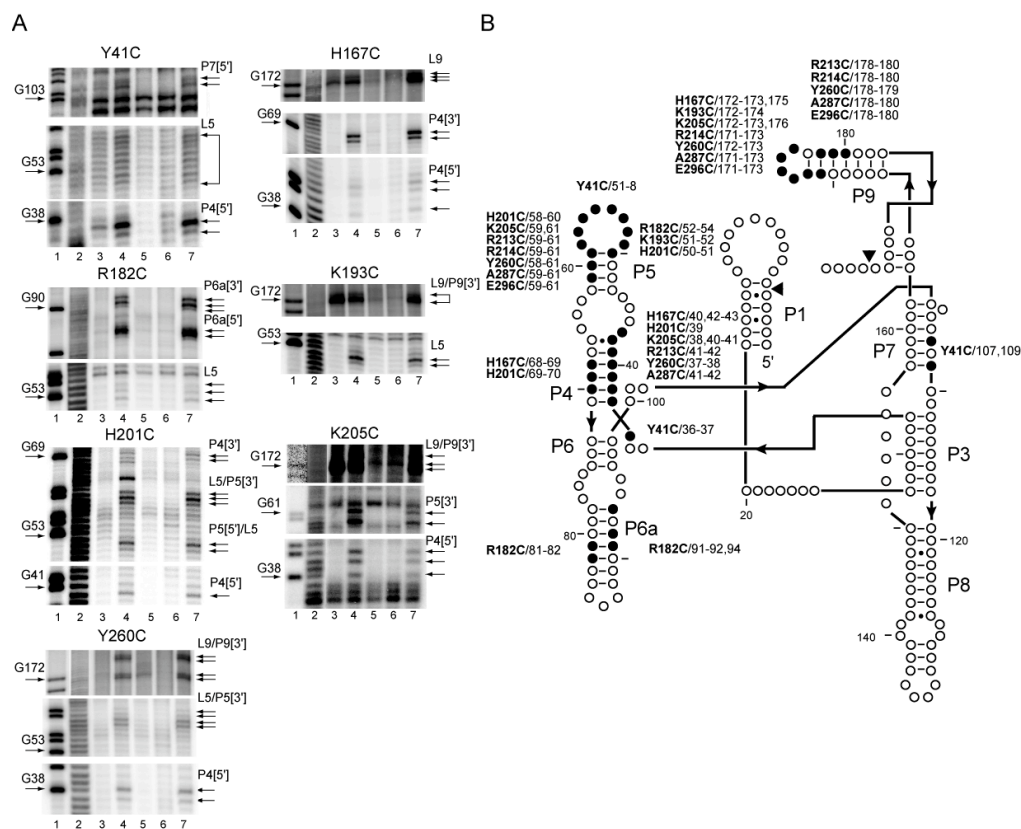 A
B
Y41C
P7[5']
G103
L5
G53
G38
P4[5']
1 2 3 4 5 6 7
H167C
L9
G172
G69
P4[3']
P4[5']
G38
1 2 3 4 5 6 7
R182C
P6a[3']
G90
P6a[5']
L5
G53
1 2 3 4 5 6 7
K193C
L9/P9[3']
G172
G53
L5
1 2 3 4 5 6 7
H201C
P4[3']
G69
L5/P5[3']
P5[5']/L5
G53
G41
P4[5']
1 2 3 4 5 6 7
K205C
L9/P9[3']
G172
P5[3']
G61
P4[5']
G38
1 2 3 4 5 6 7
Y260C
L9/P9[3']
G172
L5/P5[3']
G53
G38
P4[5']
1 2 3 4 5 6 7
R213C/178-180
R214C/178-180
Y260C/178-179
A287C/178-180
E296C/178-180
H167C/172-173,175
K193C/172-174
K205C/172-173,176
R214C/171-173
Y260C/172-173
A287C/171-173
E296C/171-173
180
P9
Y41C/51-8
H201C/58-60
K205C/59,61
R213C/59-61
R214C/59-61
Y260C/58-61
A287C/59-61
E296C/59-61
R182C/52-54
K193C/51-52
H201C/50-51
60
P5
P1
5'
H167C/40,42-43
H201C/39
K205C/38,40-41
R213C/41-42
Y260C/37-38
A287C/41-42
H167C/68-69
H201C/69-70
40
P4
100
160
P7
Y41C/107,109
Y41C/36-37
P6
P3
20
P6a
80
R182C/81-82
R182C/91-92,94
120
P8
140